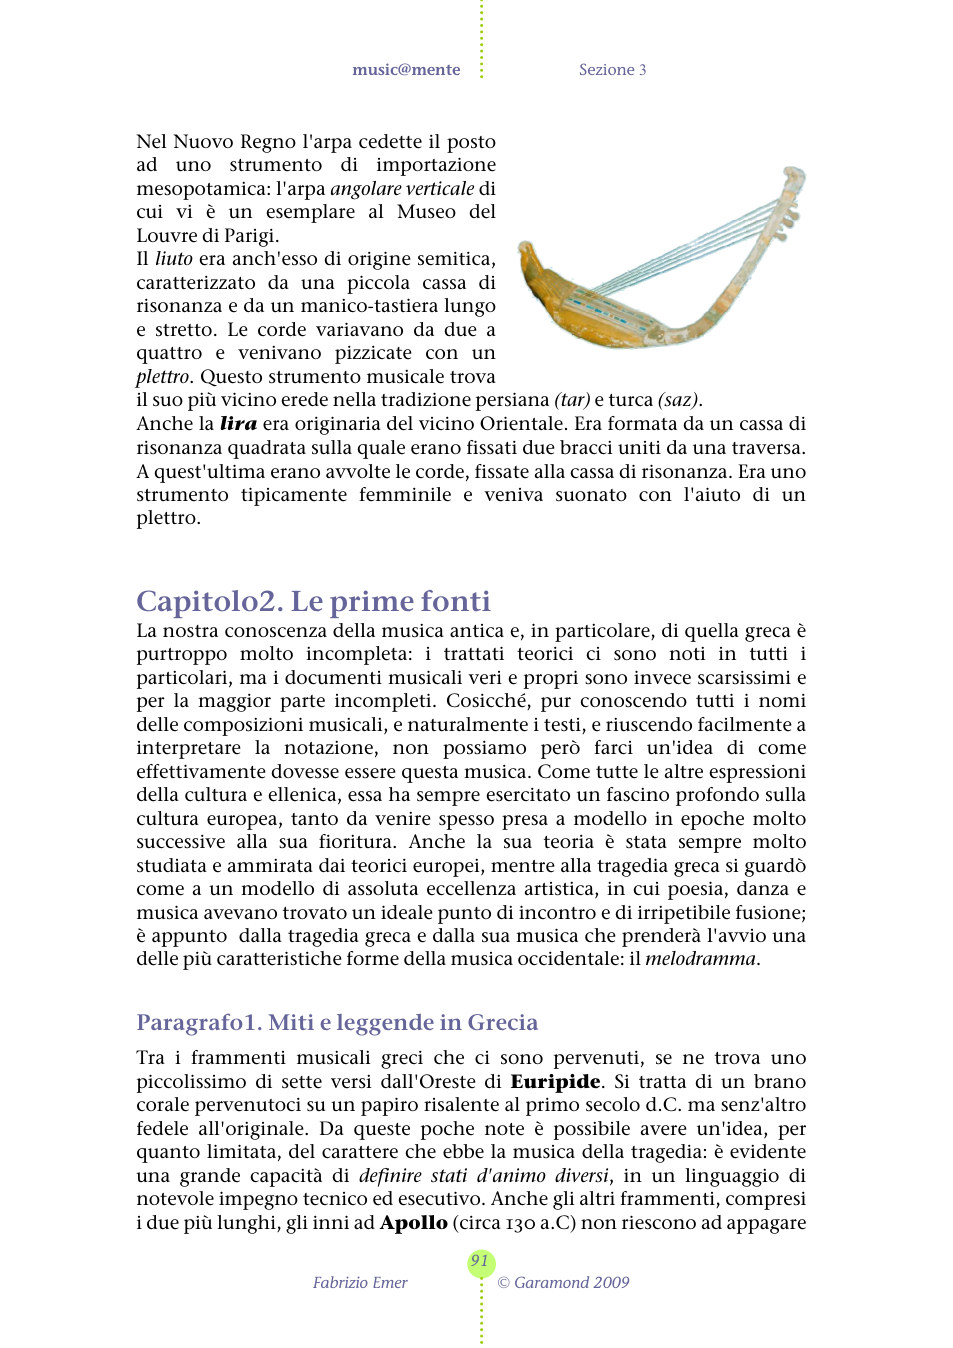 music@mente
Sezione 3
Nel Nuovo Regno l'arpa cedette il posto
ad uno strumento di importazione
mesopotamica: l'arpa angolare verticale di
cui vi è un esemplare al Museo del
Louvre di Parigi.
Il liuto era anch'esso di origine semitica,
caratterizzato da una piccola cassa di
risonanza e da un manico-tastiera lungo
e stretto. Le corde variavano da due a
quattro e venivano pizzicate con un
plettro. Questo strumento musicale trova
il suo più vicino erede nella tradizione persiana (tar) e turca (saz).
Anche la lira era originaria del vicino Orientale. Era formata da un cassa di
risonanza quadrata sulla quale erano fissati due bracci uniti da una traversa.
A quest'ultima erano avvolte le corde, fissate alla cassa di risonanza. Era uno
strumento tipicamente femminile e veniva suonato con l'aiuto di un
plettro.
Capitolo2. Le prime fonti
La nostra conoscenza della musica antica e, in particolare, di quella greca è
purtroppo molto incompleta: i trattati teorici ci sono noti in tutti i
particolari, ma i documenti musicali veri e propri sono invece scarsissimi e
per la maggior parte incompleti. Cosicché, pur conoscendo tutti i nomi
delle composizioni musicali, e naturalmente i testi, e riuscendo facilmente a
interpretare la notazione, non possiamo però farci un'idea di come
effettivamente dovesse essere questa musica. Come tutte le altre espressioni
della cultura e ellenica, essa ha sempre esercitato un fascino profondo sulla
cultura europea, tanto da venire spesso presa a modello in epoche molto
successive alla sua fioritura. Anche la sua teoria è stata sempre molto
studiata e ammirata dai teorici europei, mentre alla tragedia greca si guardò
come a un modello di assoluta eccellenza artistica, in cui poesia, danza e
musica avevano trovato un ideale punto di incontro e di irripetibile fusione;
è appunto  dalla tragedia greca e dalla sua musica che prenderà l'avvio una
delle più caratteristiche forme della musica occidentale: il melodramma.
Paragrafo1. Miti e leggende in Grecia
Tra i frammenti musicali greci che ci sono pervenuti, se ne trova uno
piccolissimo di sette versi dall'Oreste di Euripide. Si tratta di un brano
corale pervenutoci su un papiro risalente al primo secolo d.C. ma senz'altro
fedele all'originale. Da queste poche note è possibile avere un'idea, per
quanto limitata, del carattere che ebbe la musica della tragedia: è evidente
una grande capacità di definire stati d'animo diversi, in un linguaggio di
notevole impegno tecnico ed esecutivo. Anche gli altri frammenti, compresi
i due più lunghi, gli inni ad Apollo (circa 130 a.C) non riescono ad appagare
91
Fabrizio Emer
© Garamond 2009